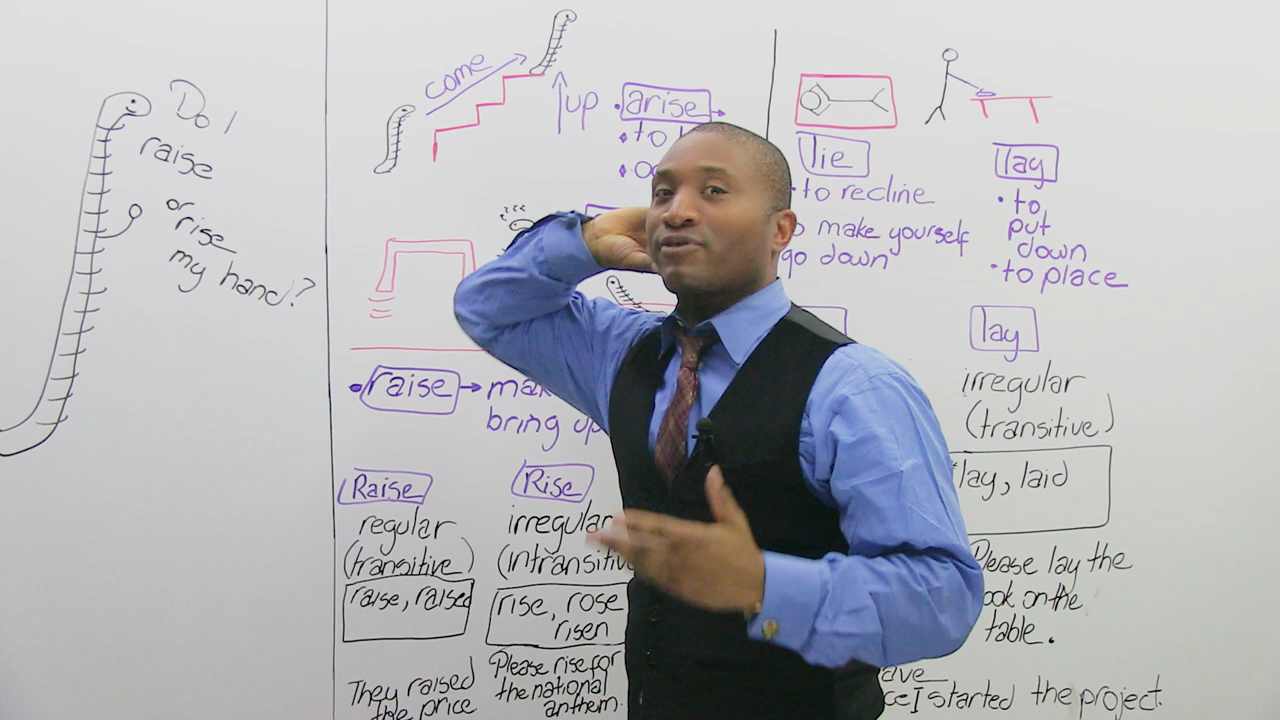 Do I
raise
or
rise
my hand?
come
up
zzz
arise
• to
raise → 
bring up
Raise
regular
(transitive)
raise, raised
They raised
the price
Rise
irregular
rise, rose
risen
Please rise for
the national
anthem.
lie
• to recline
make yourself
go down
lay
• to
put
down
• to place
lay
irregular
(transitive)
lay, laid
Please lay the
on the
table.
I started the project.